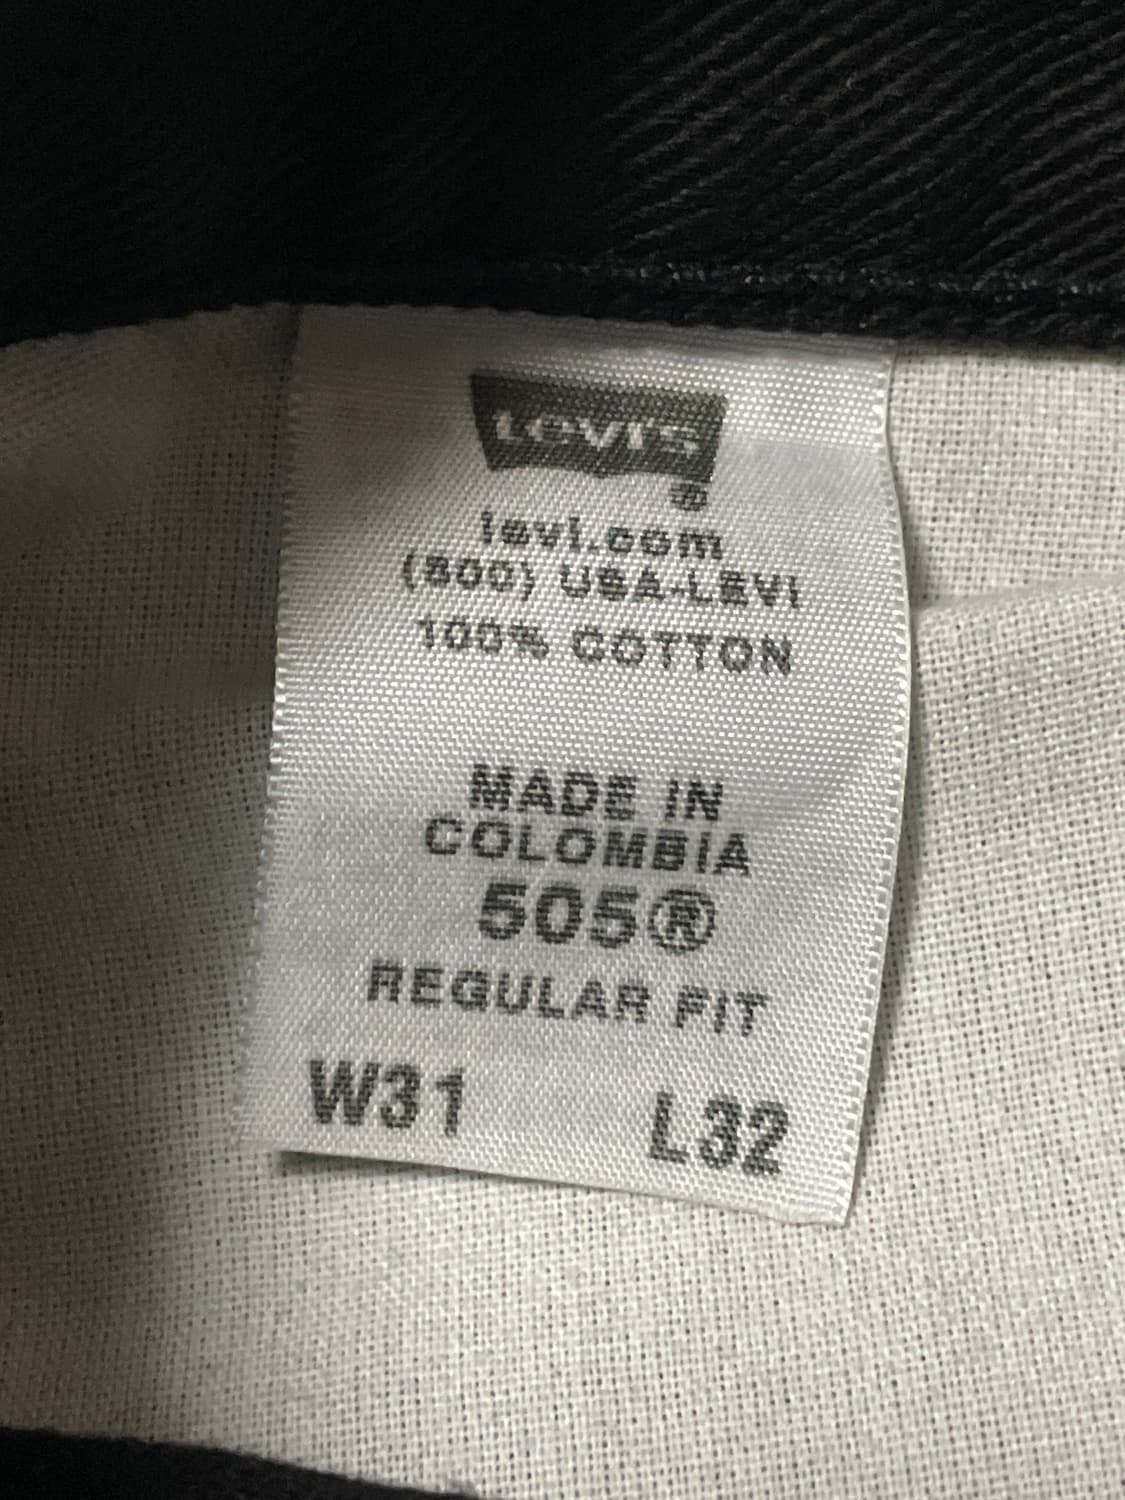 Levi's
®
levi.com
(800) USA-LEVI
100% COTTON
MADE IN
COLOMBIA
505®
REGULAR FIT
W31 L32